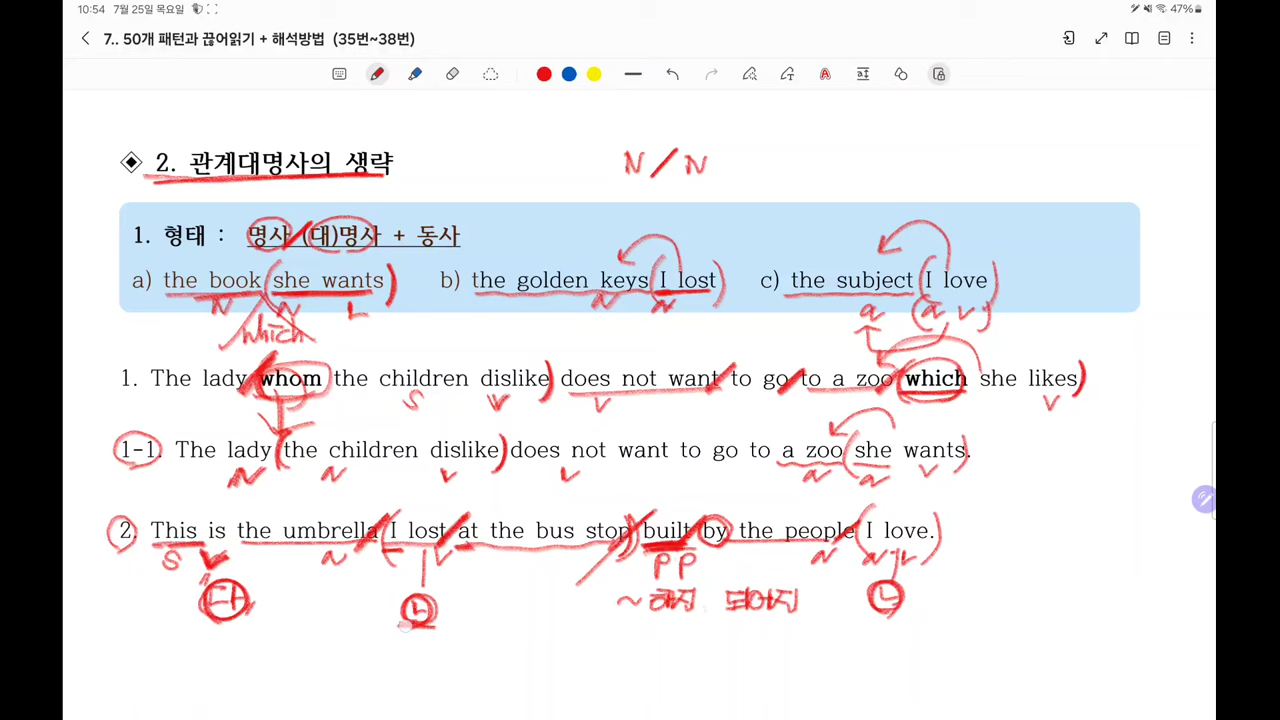 10:54 7월 25일 목요일 47%
7.. 50개 패턴과 끊어읽기 + 해석방법 (35번~38번)
◈ 2. 관계대명사의 생략 N / N
1. 형태 : 명사 (대)명사 + 동사
a) the book she wants b) the golden keys I lost c) the subject I love
N N V N N a (a V)
which
1. The lady whom the children dislike does not want to go to a zoo which she likes
S V V V
1-1. The lady the children dislike does not want to go to a zoo she wants.
N N V V N a V
2. This is the umbrella I lost at the bus stop built by the people I love.
S V N V PP N N V
다 ㄴ ~해진 되어진 ㄴ